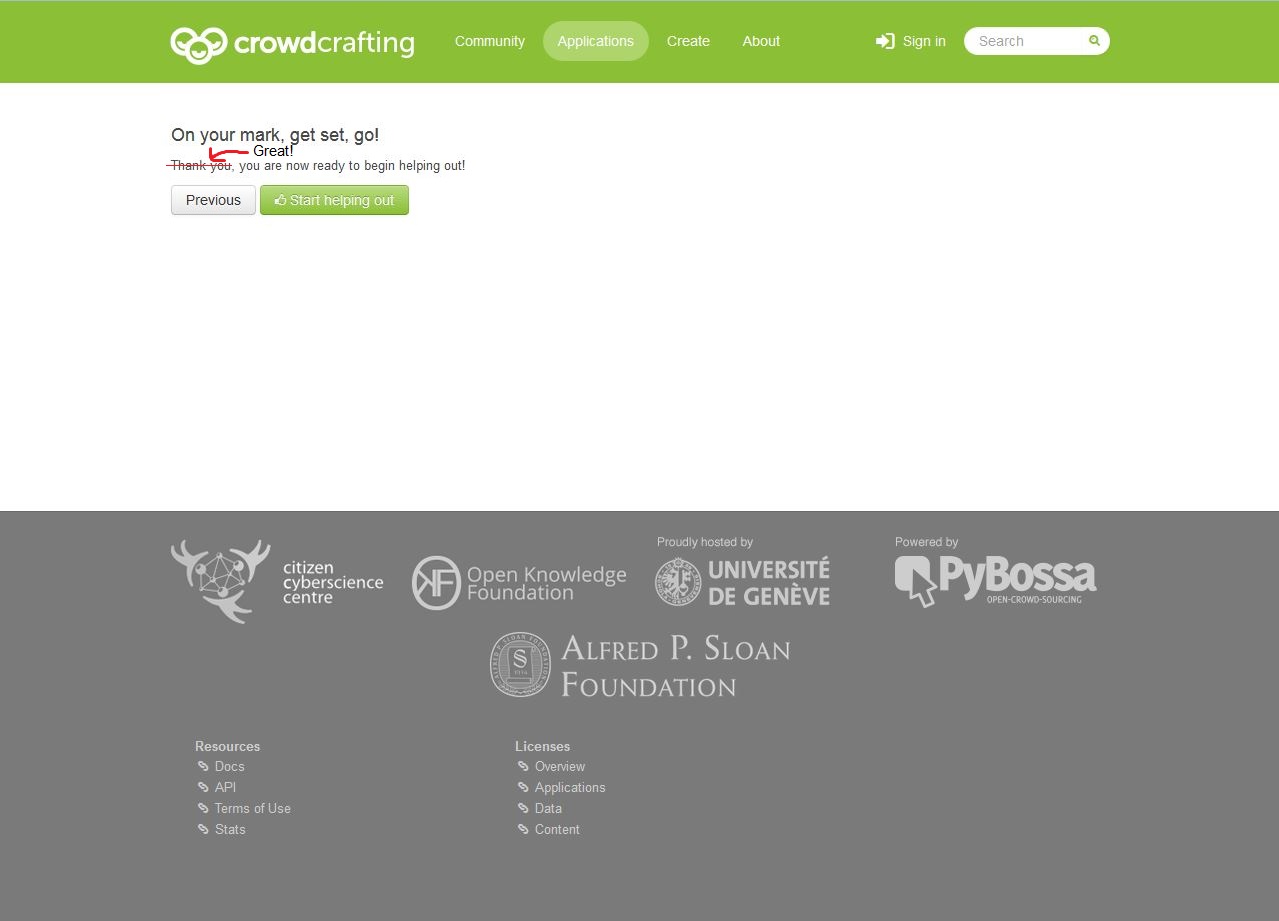 crowdcrafting Community Applications Create About Sign in Search
On your mark, get set, go!
Great!
Thank you, you are now ready to begin helping out!
Previous Start helping out
Proudly hosted by Powered by
citizen
cyberscience
centre
Open Knowledge
Foundation
UNIVERSITÉ
DE GENÈVE
PyBossa
OPEN-CROWD-SOURCING
ALFRED P. SLOAN
FOUNDATION
Resources
Docs
API
Terms of Use
Stats
Licenses
Overview
Applications
Data
Content